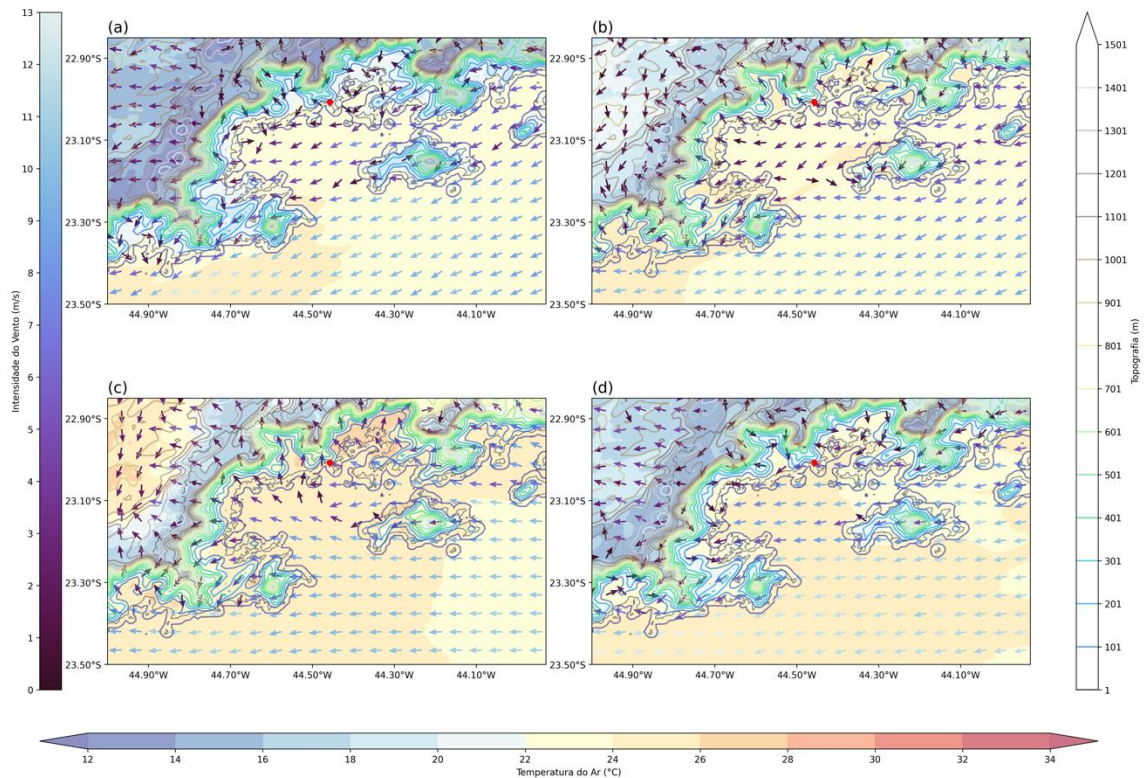 (a)
(b)
13
12
11
10
9
8
7
6
5
4
3
2
1
0
Intensidade do Vento (m/s)
22.90°S
23.10°S
23.30°S
23.50°S
44.90°W 44.70°W 44.50°W 44.30°W 44.10°W
22.90°S
23.10°S
23.30°S
23.50°S
44.90°W 44.70°W 44.50°W 44.30°W 44.10°W
1501
1401
1301
1201
1101
1001
901
801
701
601
501
401
301
201
101
1
Topografia (m)
(c)
(d)
22.90°S
23.10°S
23.30°S
23.50°S
44.90°W 44.70°W 44.50°W 44.30°W 44.10°W
22.90°S
23.10°S
23.30°S
23.50°S
44.90°W 44.70°W 44.50°W 44.30°W 44.10°W
12 14 16 18 20 22 24 26 28 30 32 34
Temperatura do Ar (°C)